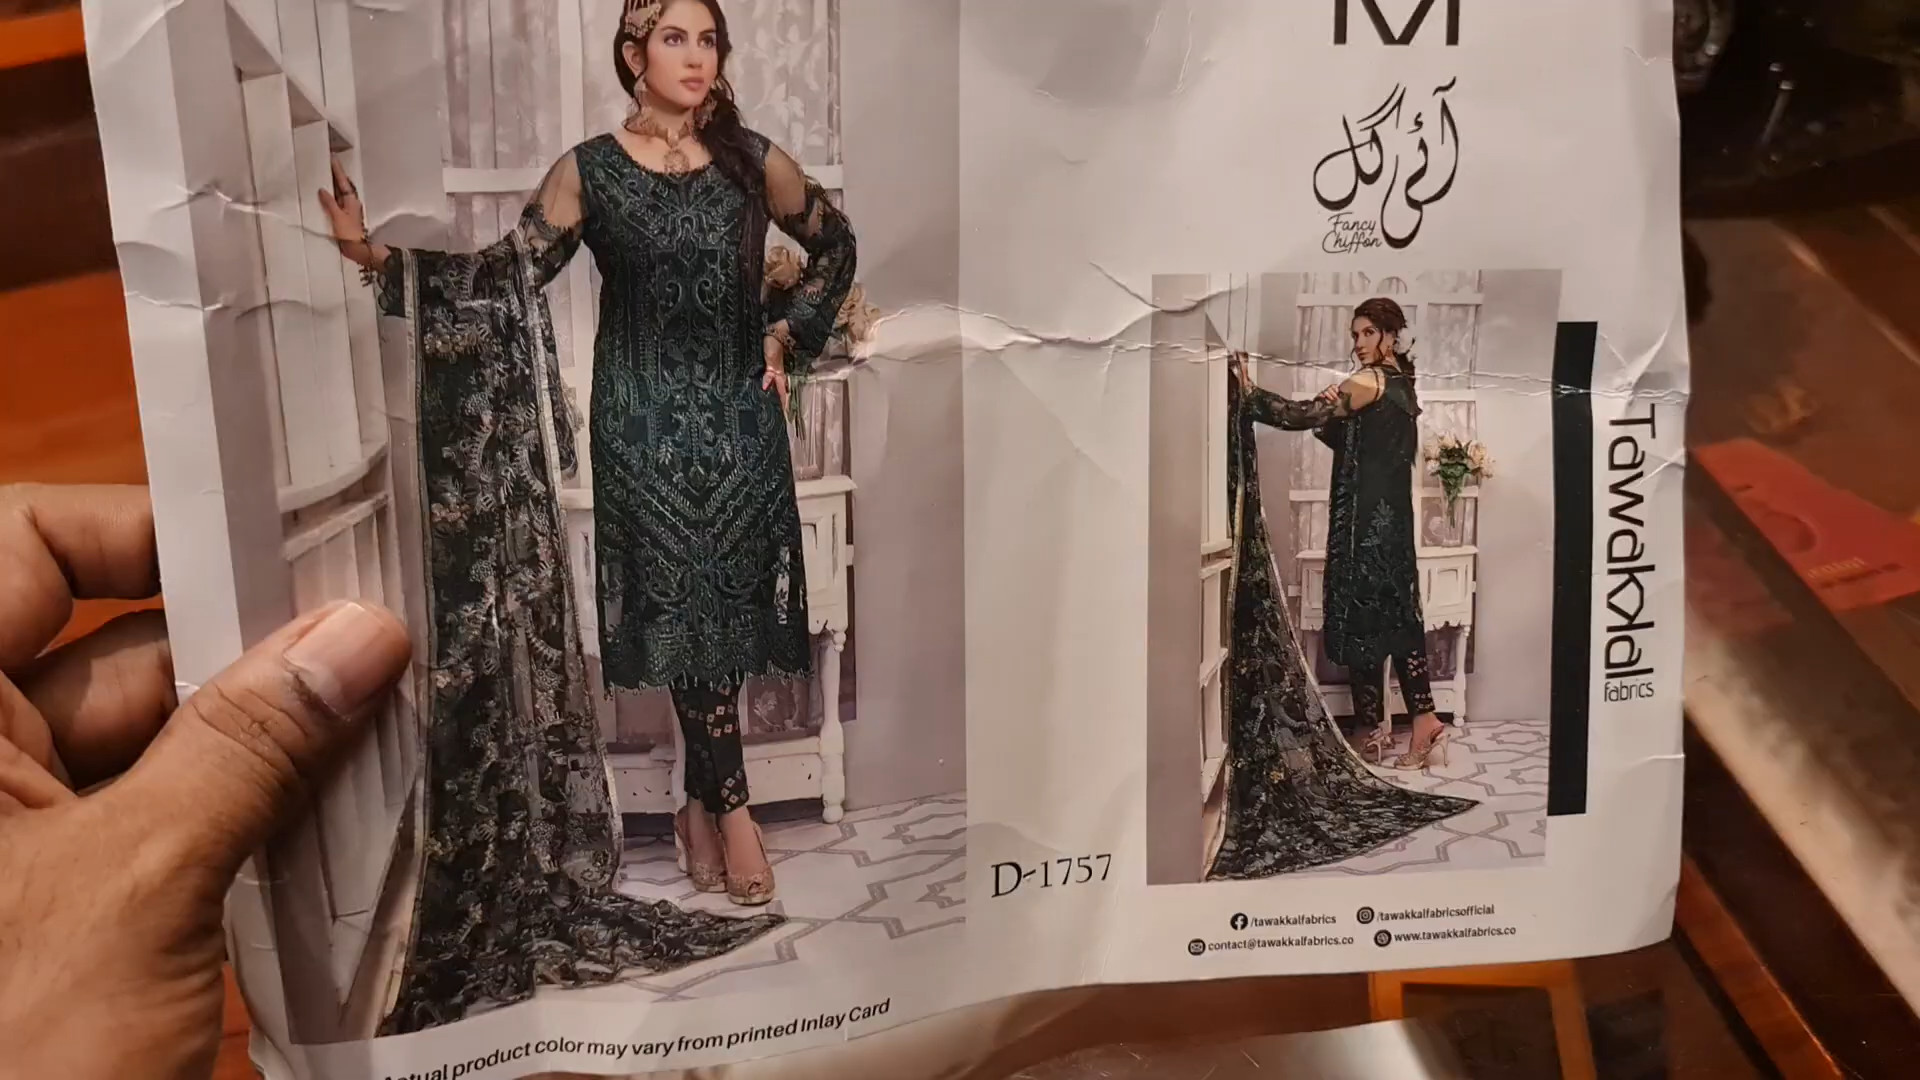 آئی گل
Fancy
Chiffon
Tawakkal
fabrics
D-1757
/tawakkalfabrics
/tawakkalfabricsofficial
contact@tawakkalfabrics.co
www.tawakkalfabrics.co
Actual product color may vary from printed Inlay Card